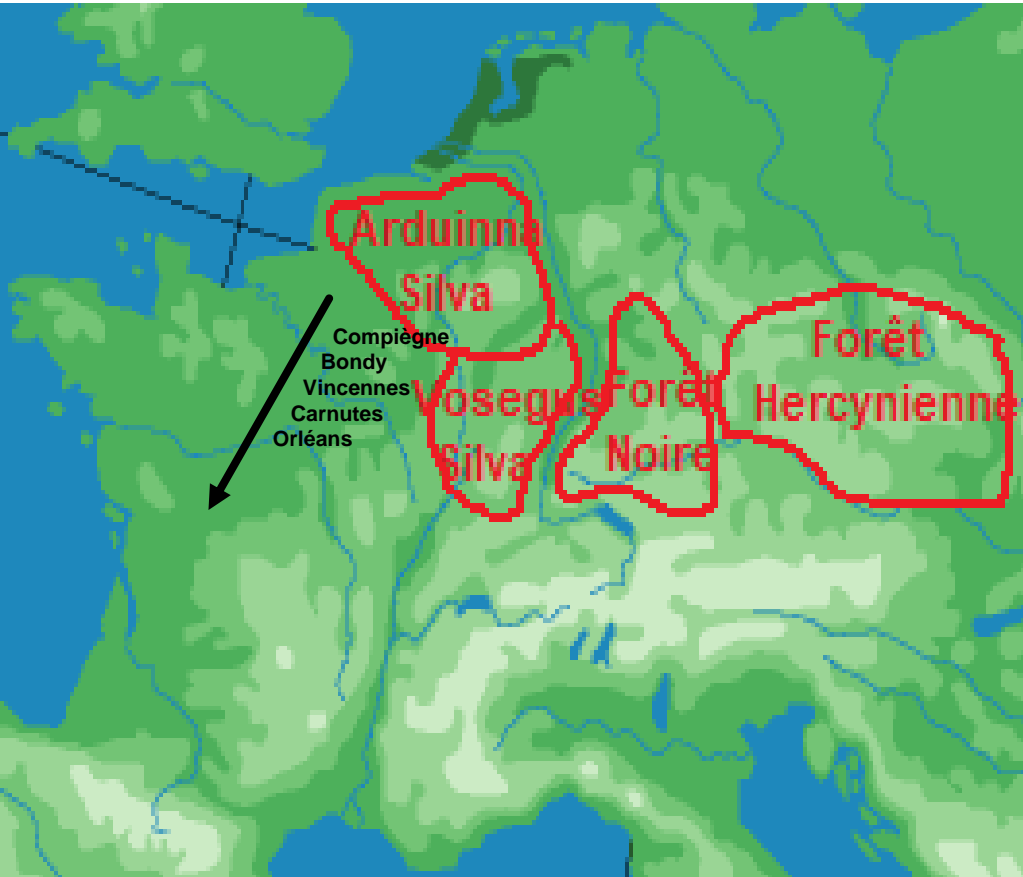 Arduinna
Silva
Compiègne
Bondy
Vincennes
Carnutes
Orléans
Vosegus
Silva
Forêt
Noire
Forêt
Hercynienne